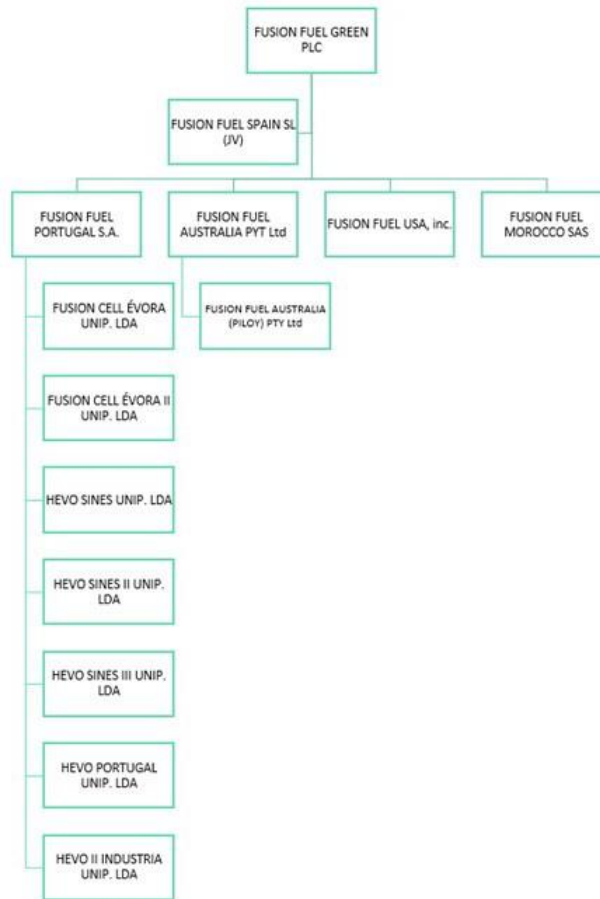 FUSION FUEL GREEN
PLC
FUSION FUEL SPAIN SL
(JV)
FUSION FUEL
PORTUGAL S.A.
FUSION FUEL
AUSTRALIA PYT Ltd
FUSION FUEL USA, inc.
FUSION FUEL
MOROCCO SAS
FUSION CELL ÉVORA
UNIP. LDA
FUSION FUEL AUSTRALIA
(PILOY) PTY Ltd
FUSION CELL ÉVORA II
UNIP. LDA
HEVO SINES UNIP. LDA
HEVO SINES II UNIP.
LDA
HEVO SINES III UNIP.
LDA
HEVO PORTUGAL
UNIP. LDA
HEVO II INDUSTRIA
UNIP. LDA